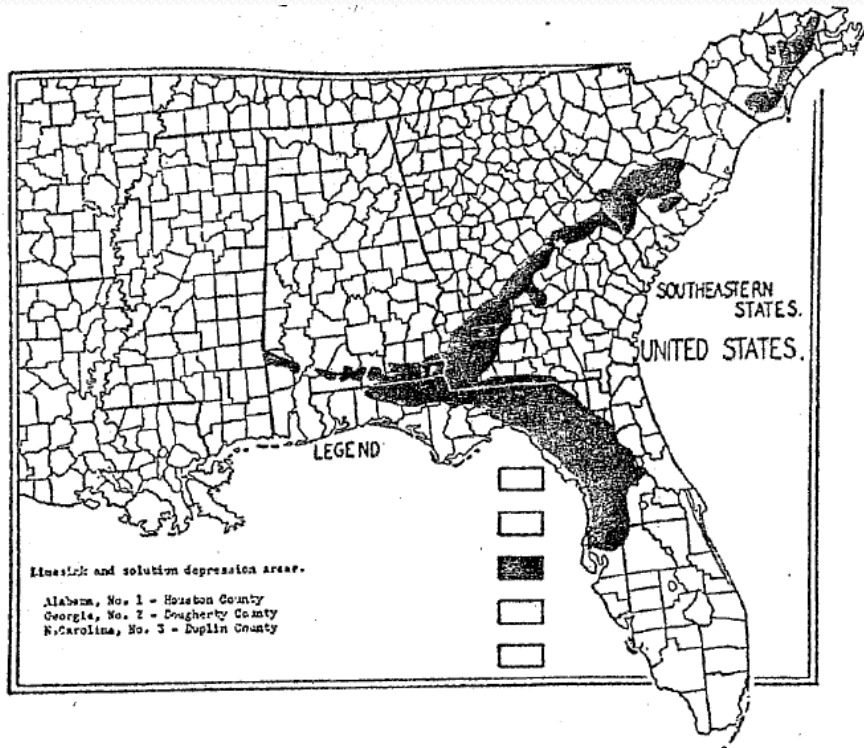 SOUTHEASTERN
STATES.
UNITED STATES.
LEGEND
Limesink and solution depression areas.
Alabama, No. 1 - Houston County
Georgia, No. 2 - Dougherty County
N.Carolina, No. 3 - Duplin County